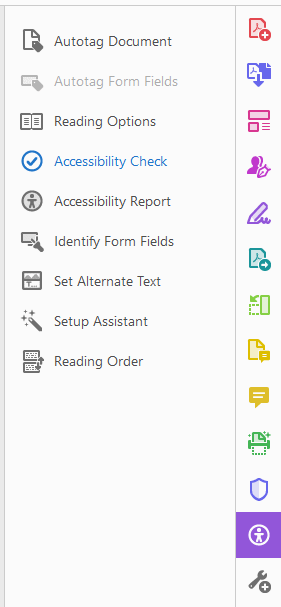 Autotag Document
Autotag Form Fields
Reading Options
Accessibility Check
Accessibility Report
Identify Form Fields
Set Alternate Text
Setup Assistant
Reading Order